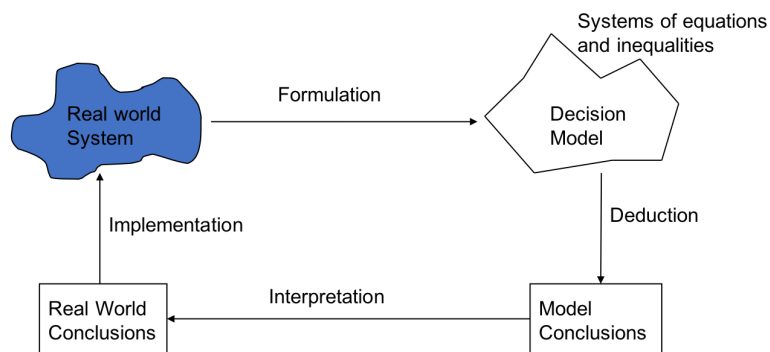 Systems of equations
and inequalities
Real world
System
Formulation
Decision
Model
Implementation
Deduction
Real World
Conclusions
Interpretation
Model
Conclusions